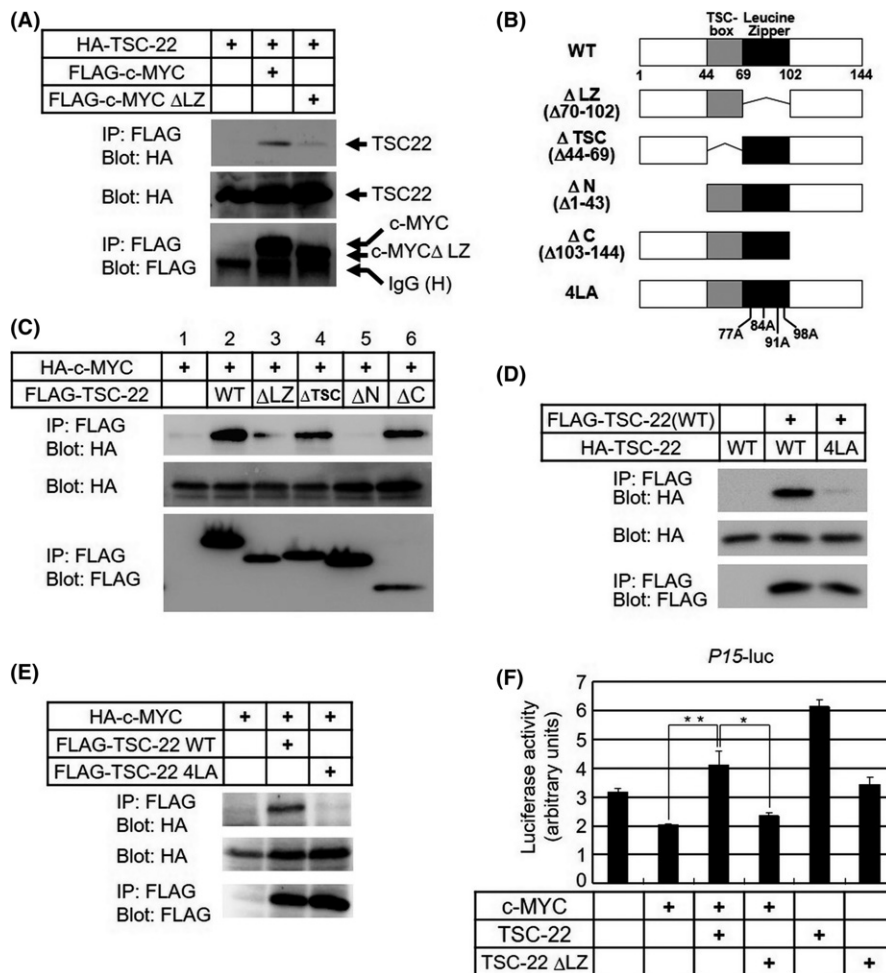 (A)
HA-TSC-22 + + +
FLAG-c-MYC +
FLAG-c-MYC ΔLZ +
IP: FLAG
Blot: HA
TSC22
Blot: HA
TSC22
IP: FLAG
Blot: FLAG
c-MYC
c-MYCΔ LZ
IgG (H)
(B)
TSC-
box
Leucine
Zipper
WT
1 44 69 102 144
Δ LZ
(Δ70-102)
Δ TSC
(Δ44-69)
Δ N
(Δ1-43)
Δ C
(Δ103-144)
4LA
77A 84A 91A 98A
(C)
1 2 3 4 5 6
HA-c-MYC + + + + + +
FLAG-TSC-22 WT ΔLZ ΔTSC ΔN ΔC
IP: FLAG
Blot: HA
Blot: HA
IP: FLAG
Blot: FLAG
(D)
FLAG-TSC-22(WT) + +
HA-TSC-22 WT WT 4LA
IP: FLAG
Blot: HA
Blot: HA
IP: FLAG
Blot: FLAG
(E)
HA-c-MYC + + +
FLAG-TSC-22 WT +
FLAG-TSC-22 4LA +
IP: FLAG
Blot: HA
Blot: HA
IP: FLAG
Blot: FLAG
(F)
P15-luc
Luciferase activity
(arbitrary units)
7
6
5
4
3
2
1
0
* * *
c-MYC + + +
TSC-22 + +
TSC-22 ΔLZ + +